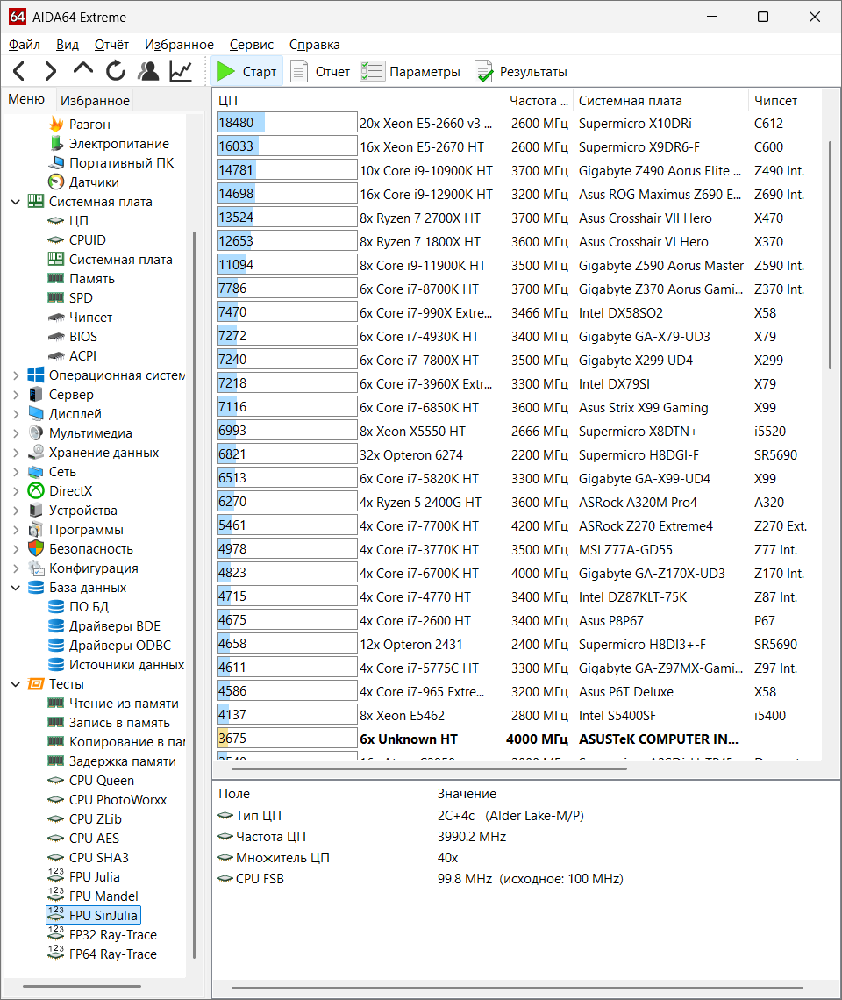 64 AIDA64 Extreme
Файл Вид Отчёт Избранное Сервис Справка
Старт Отчёт Параметры Результаты
Меню Избранное
Разгон
Электропитание
Портативный ПК
Датчики
Системная плата
ЦП
CPUID
Системная плата
Память
SPD
Чипсет
BIOS
ACPI
Операционная систем
Сервер
Дисплей
Мультимедиа
Хранение данных
Сеть
DirectX
Устройства
Программы
Безопасность
Конфигурация
База данных
ПО БД
Драйверы BDE
Драйверы ODBC
Источники данных
Тесты
Чтение из памяти
Запись в память
Копирование в пам
Задержка памяти
CPU Queen
CPU PhotoWorxx
CPU ZLib
CPU AES
CPU SHA3
123 FPU Julia
123 FPU Mandel
123 FPU SinJulia
123 FP32 Ray-Trace
123 FP64 Ray-Trace
ЦП Частота ... Системная плата Чипсет
18480 20x Xeon E5-2660 v3 ... 2600 МГц Supermicro X10DRi C612
16033 16x Xeon E5-2670 HT 2600 МГц Supermicro X9DR6-F C600
14781 10x Core i9-10900K HT 3700 МГц Gigabyte Z490 Aorus Elite ... Z490 Int.
14698 16x Core i9-12900K HT 3200 МГц Asus ROG Maximus Z690 E... Z690 Int.
13524 8x Ryzen 7 2700X HT 3700 МГц Asus Crosshair VII Hero X470
12653 8x Ryzen 7 1800X HT 3600 МГц Asus Crosshair VI Hero X370
11094 8x Core i9-11900K HT 3500 МГц Gigabyte Z590 Aorus Master Z590 Int.
7786 6x Core i7-8700K HT 3700 МГц Gigabyte Z370 Aorus Gami... Z370 Int.
7470 6x Core i7-990X Extre... 3466 МГц Intel DX58SO2 X58
7272 6x Core i7-4930K HT 3400 МГц Gigabyte GA-X79-UD3 X79
7240 6x Core i7-7800X HT 3500 МГц Gigabyte X299 UD4 X299
7218 6x Core i7-3960X Extr... 3300 МГц Intel DX79SI X79
7116 6x Core i7-6850K HT 3600 МГц Asus Strix X99 Gaming X99
6993 8x Xeon X5550 HT 2666 МГц Supermicro X8DTN+ i5520
6821 32x Opteron 6274 2200 МГц Supermicro H8DGI-F SR5690
6513 6x Core i7-5820K HT 3300 МГц Gigabyte GA-X99-UD4 X99
6270 4x Ryzen 5 2400G HT 3600 МГц ASRock A320M Pro4 A320
5461 4x Core i7-7700K HT 4200 МГц ASRock Z270 Extreme4 Z270 Ext.
4978 4x Core i7-3770K HT 3500 МГц MSI Z77A-GD55 Z77 Int.
4823 4x Core i7-6700K HT 4000 МГц Gigabyte GA-Z170X-UD3 Z170 Int.
4715 4x Core i7-4770 HT 3400 МГц Intel DZ87KLT-75K Z87 Int.
4675 4x Core i7-2600 HT 3400 МГц Asus P8P67 P67
4658 12x Opteron 2431 2400 МГц Supermicro H8DI3+-F SR5690
4611 4x Core i7-5775C HT 3300 МГц Gigabyte GA-Z97MX-Gami... Z97 Int.
4586 4x Core i7-965 Extre... 3200 МГц Asus P6T Deluxe X58
4137 8x Xeon E5462 2800 МГц Intel S5400SF i5400
3675 6x Unknown HT 4000 МГц ASUSTeK COMPUTER IN...
Поле Значение
Тип ЦП 2C+4c (Alder Lake-M/P)
Частота ЦП 3990.2 MHz
Множитель ЦП 40x
CPU FSB 99.8 MHz (исходное: 100 MHz)